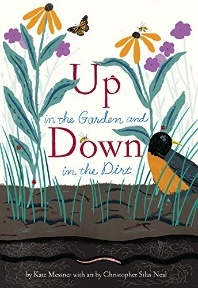 Up
in the Garden and
Down
in the Dirt
by Kate Messner with art by Christopher Silas Neal